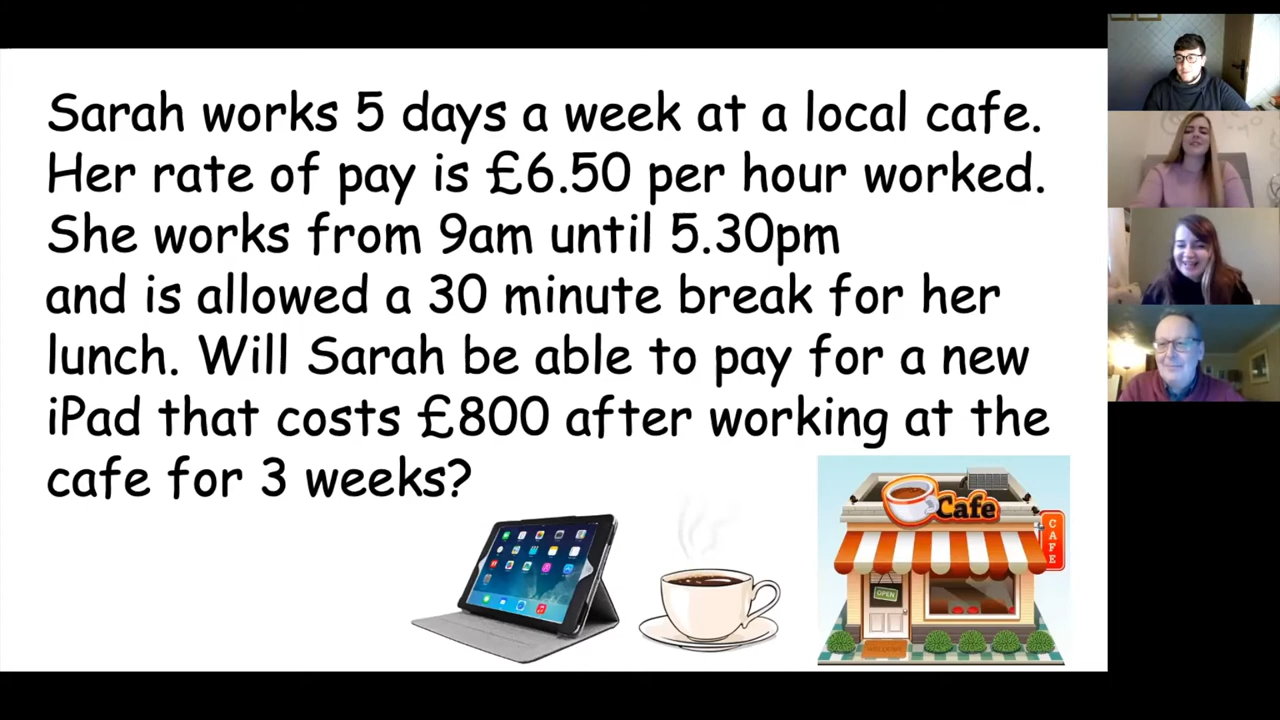 Sarah works 5 days a week at a local cafe.
Her rate of pay is £6.50 per hour worked.
She works from 9am until 5.30pm
and is allowed a 30 minute break for her
lunch. Will Sarah be able to pay for a new
iPad that costs £800 after working at the
cafe for 3 weeks?
Cafe
CAFE
OPEN